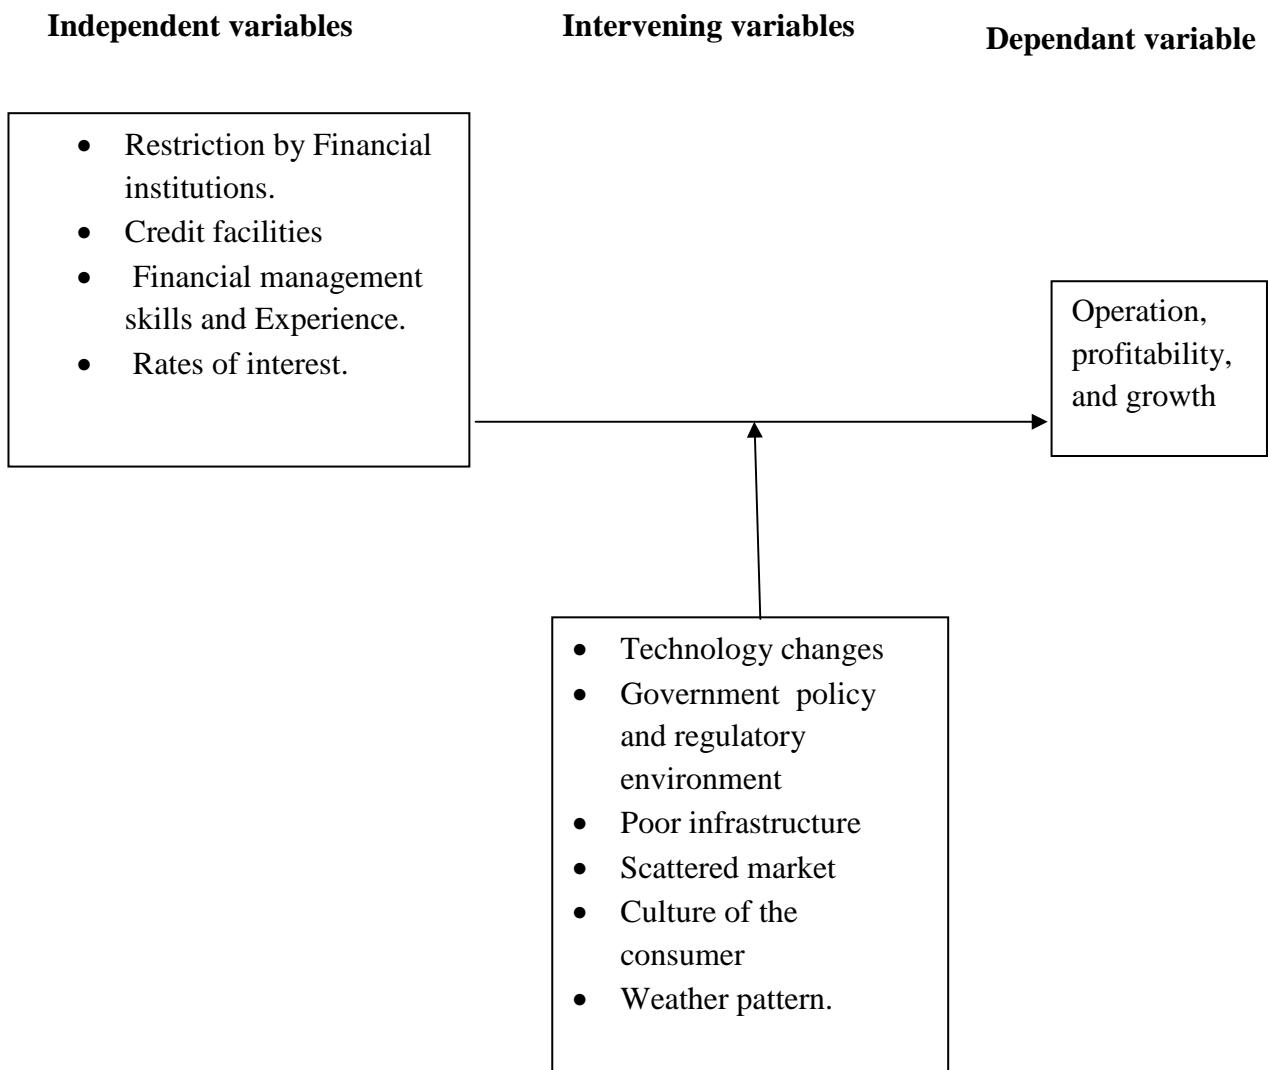 Independent variables
Intervening variables
Dependant variable
• Restriction by Financial
institutions.
• Credit facilities
• Financial management
skills and Experience.
• Rates of interest.
Operation,
profitability,
and growth
• Technology changes
• Government policy
and regulatory
environment
• Poor infrastructure
• Scattered market
• Culture of the
consumer
• Weather pattern.